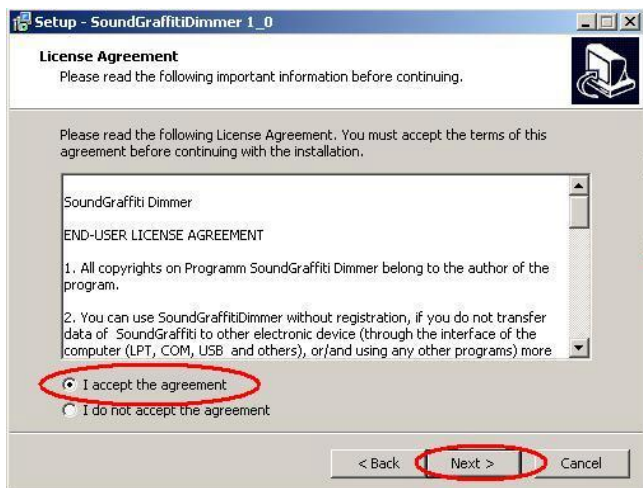 Setup - SoundGraffitiDimmer 1_0
License Agreement
Please read the following important information before continuing.
Please read the following License Agreement. You must accept the terms of this
agreement before continuing with the installation.
SoundGraffiti Dimmer
END-USER LICENSE AGREEMENT
1. All copyrights on Programm SoundGraffiti Dimmer belong to the author of the
program.
2. You can use SoundGraffitiDimmer without registration, if you do not transfer
data of SoundGraffiti to other electronic device (through the interface of the
computer (LPT, COM, USB and others), or/and using any other programs) more
I accept the agreement
I do not accept the agreement
< Back Next > Cancel